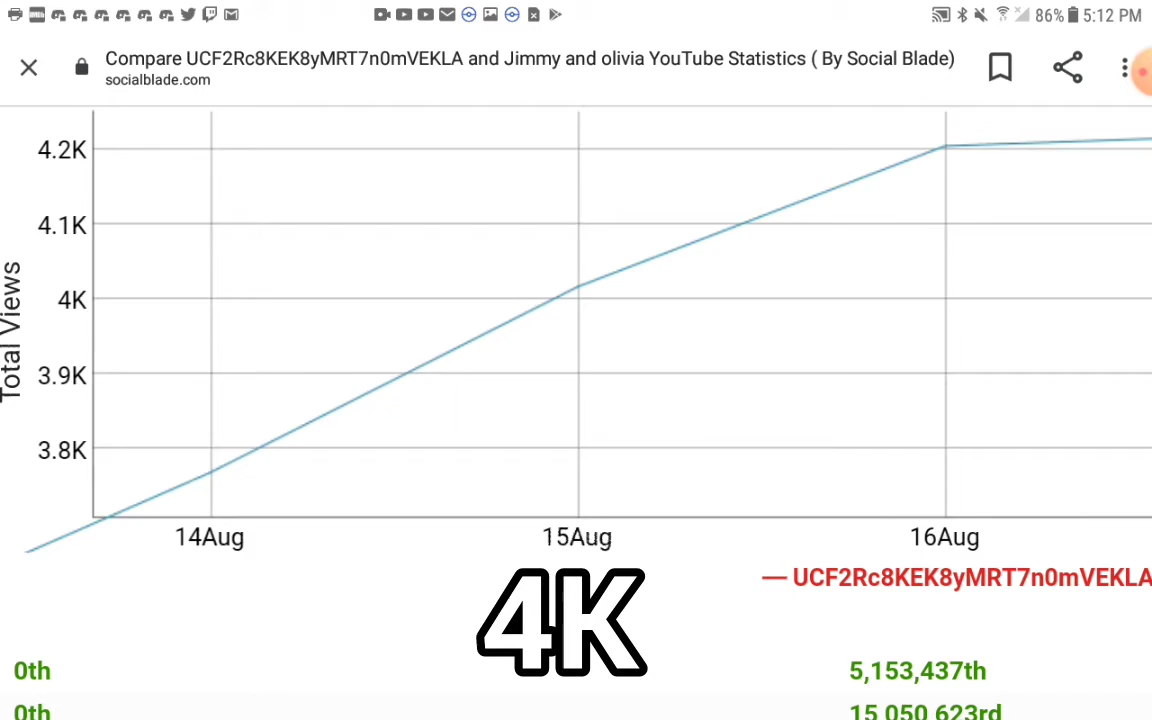 86% 5:12 PM
Compare UCF2Rc8KEK8yMRT7n0mVEKLA and Jimmy and olivia YouTube Statistics ( By Social Blade)
socialblade.com
Total Views
4.2K
4.1K
4K
3.9K
3.8K
14Aug 15Aug 16Aug
— UCF2Rc8KEK8yMRT7n0mVEKLA
4K
0th 5,153,437th
0th 15,050,623rd